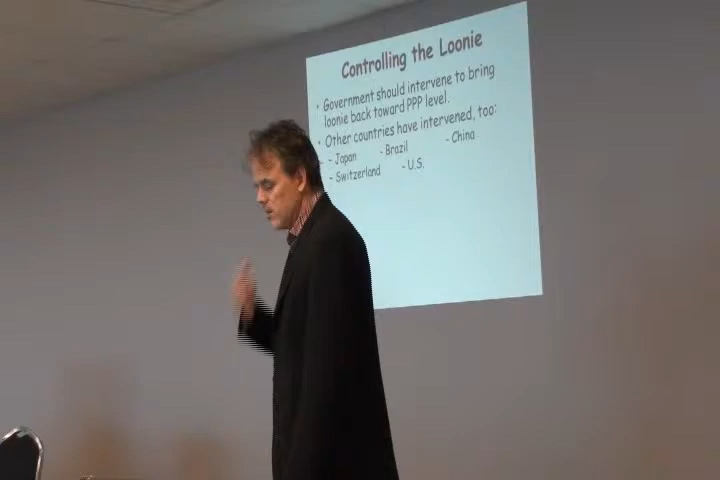 Controlling the Loonie
• Government should intervene to bring
loonie back toward PPP level.
• Other countries have intervened, too:
- Japan - Brazil - China
- Switzerland - U.S.